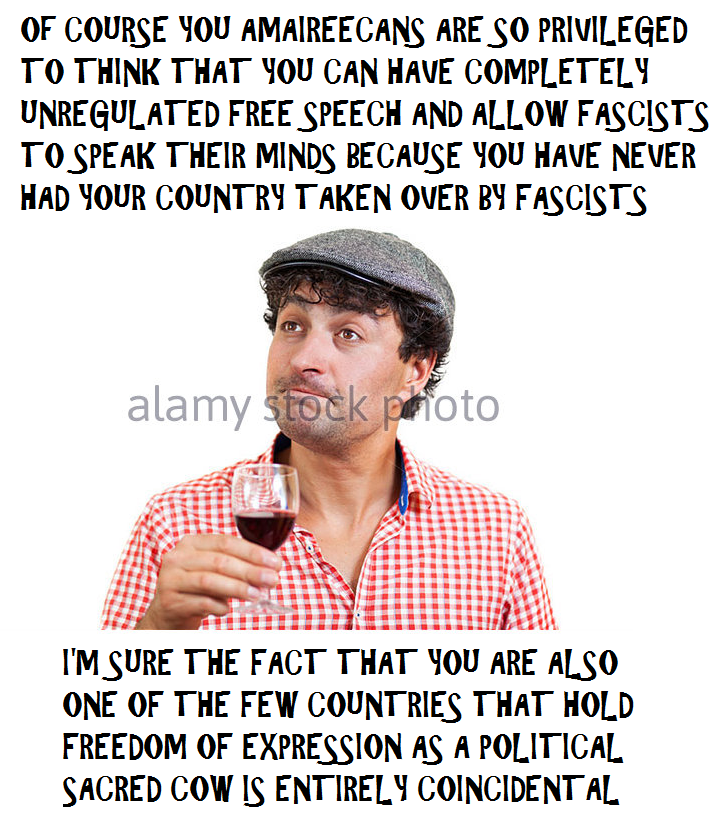 OF COURSE YOU AMAIREECANS ARE SO PRIVILEGED
TO THINK THAT YOU CAN HAVE COMPLETELY
UNREGULATED FREE SPEECH AND ALLOW FASCISTS
TO SPEAK THEIR MINDS BECAUSE YOU HAVE NEVER
HAD YOUR COUNTRY TAKEN OVER BY FASCISTS
alamy stock photo
I'M SURE THE FACT THAT YOU ARE ALSO
ONE OF THE FEW COUNTRIES THAT HOLD
FREEDOM OF EXPRESSION AS A POLITICAL
SACRED COW IS ENTIRELY COINCIDENTAL